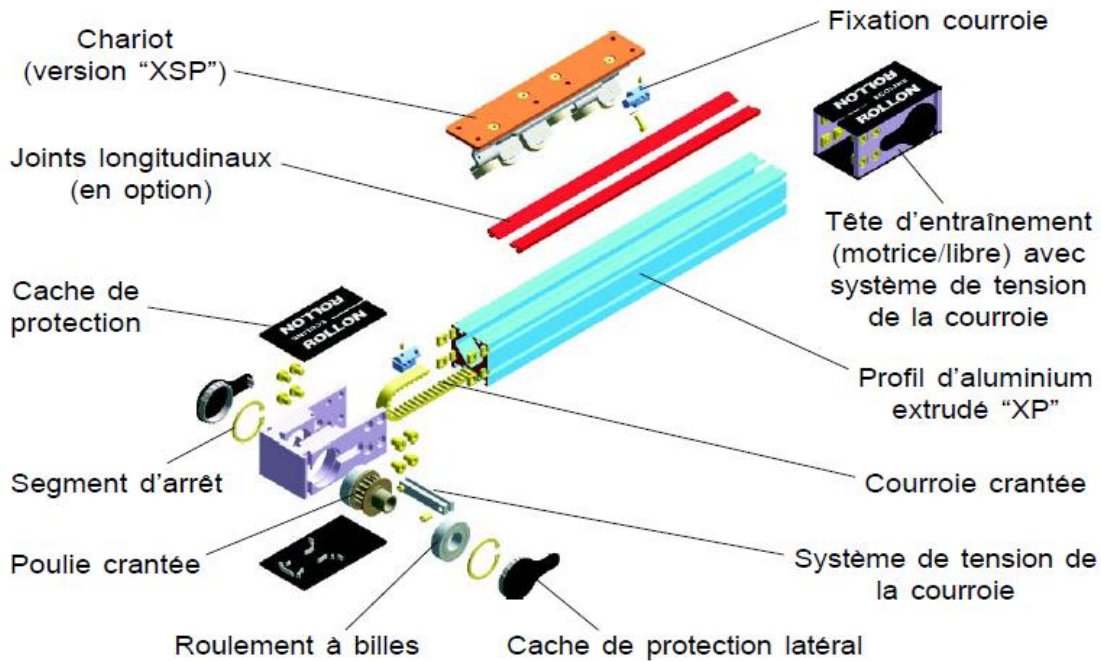 Chariot
(version “XSP”)
Fixation courroie
Joints longitudinaux
(en option)
ROLLON
ROLLON
Tête d’entraînement
(motrice/libre) avec
système de tension
de la courroie
Cache de
protection
ROLLON
ROLLON
Profil d’aluminium
extrudé “XP”
Segment d’arrêt
Courroie crantée
Poulie crantée
Système de tension de
la courroie
Roulement à billes
Cache de protection latéral